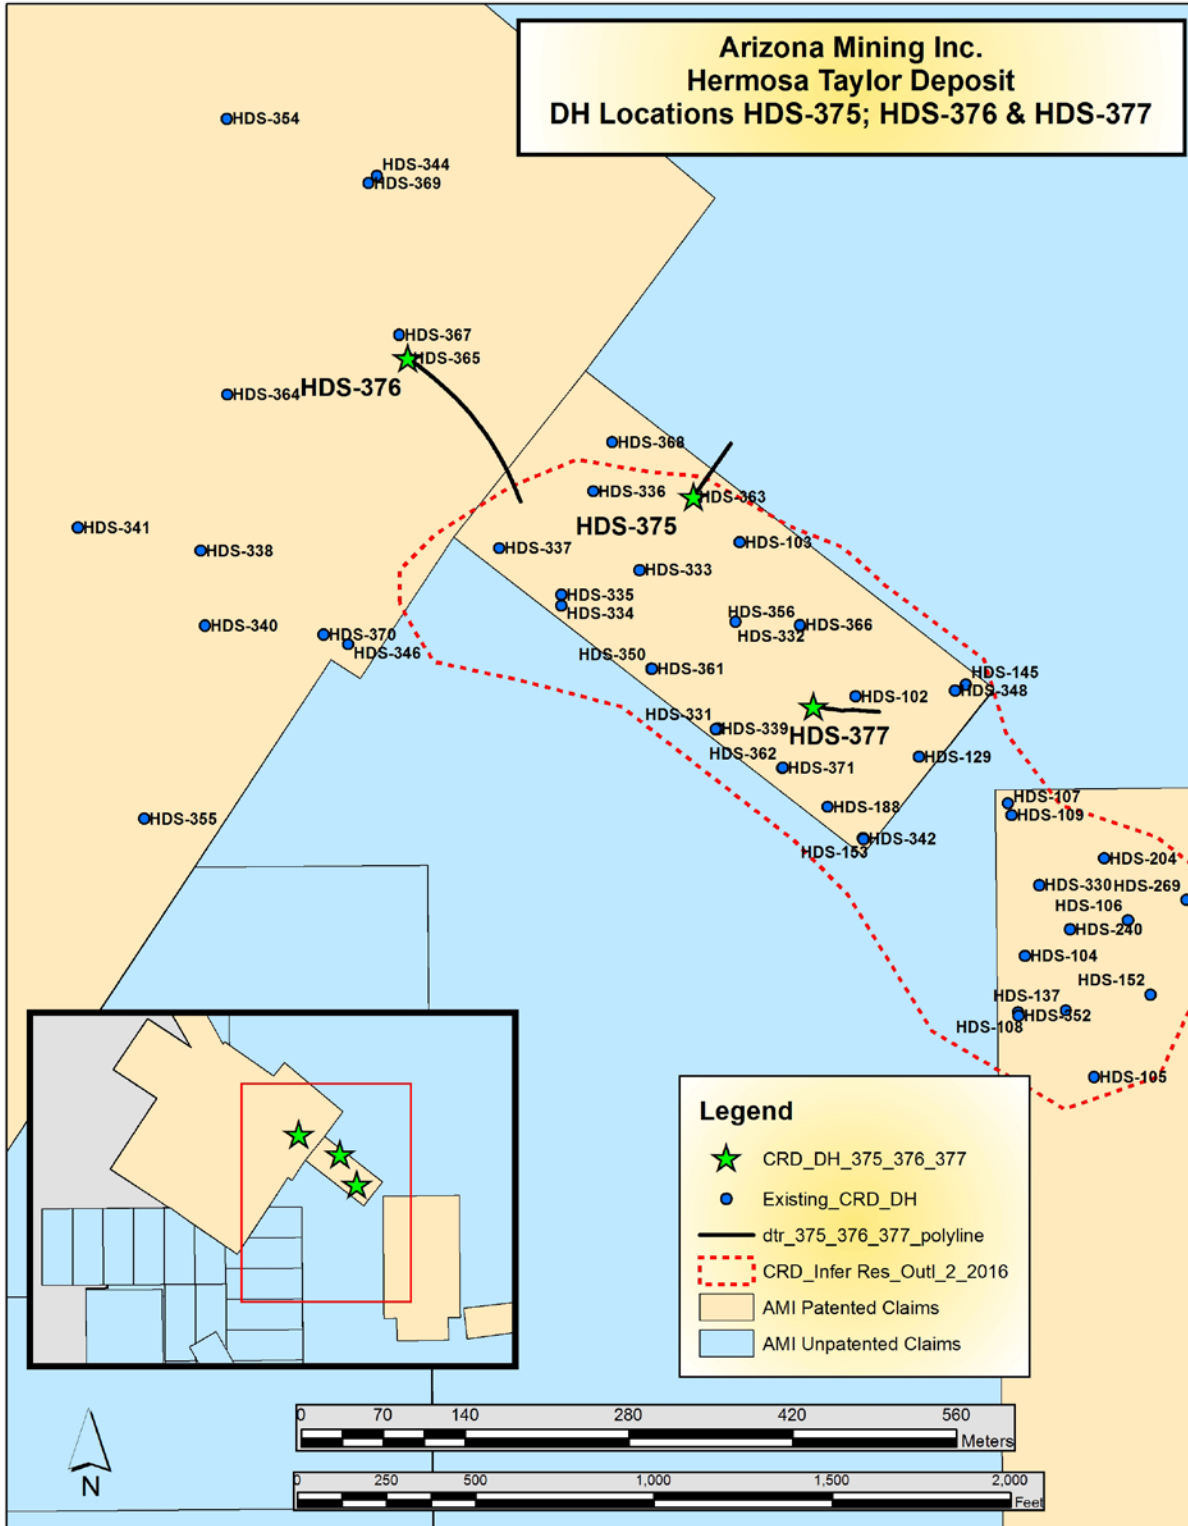 Arizona Mining Inc.
Hermosa Taylor Deposit
DH Locations HDS-375; HDS-376 & HDS-377
HDS-354
HDS-344
HDS-369
HDS-367
HDS-365
HDS-376
HDS-364
HDS-368
HDS-336
HDS-363
HDS-375
HDS-341
HDS-338
HDS-337
HDS-103
HDS-333
HDS-335
HDS-334
HDS-356
HDS-332
HDS-366
HDS-340
HDS-370
HDS-346
HDS-350
HDS-361
HDS-145
HDS-348
HDS-102
HDS-331
HDS-339
HDS-377
HDS-362
HDS-371
HDS-129
HDS-188
HDS-107
HDS-109
HDS-355
HDS-153
HDS-342
HDS-204
HDS-330
HDS-269
HDS-106
HDS-240
HDS-104
HDS-152
HDS-137
HDS-352
HDS-108
HDS-105
Legend
CRD_DH_375_376_377
Existing_CRD_DH
dtr_375_376_377_polyline
CRD_Infer Res_Outl_2_2016
AMI Patented Claims
AMI Unpatented Claims
N
0 70 140 280 420 560
Meters
0 250 500 1,000 1,500 2,000
Feet